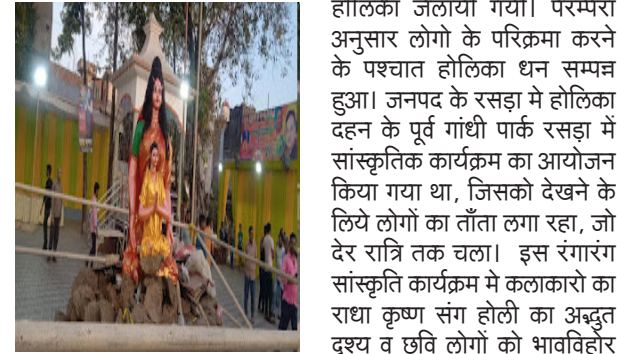 होलिका जलाया गया। परम्परा
अनुसार लोगो के परिक्रमा करने
के पश्चात होलिका धन सम्पन्न
हुआ। जनपद के रसड़ा मे होलिका
दहन के पूर्व गांधी पार्क रसड़ा में
सांस्कृतिक कार्यक्रम का आयोजन
किया गया था, जिसको देखने के
लिये लोगों का ताँता लगा रहा, जो
देर रात्रि तक चला। इस रंगारंग
सांस्कृति कार्यक्रम मे कलाकारो का
राधा कृष्ण संग होली का अद्भुत
दृश्य व छवि लोगों को भावविहोर